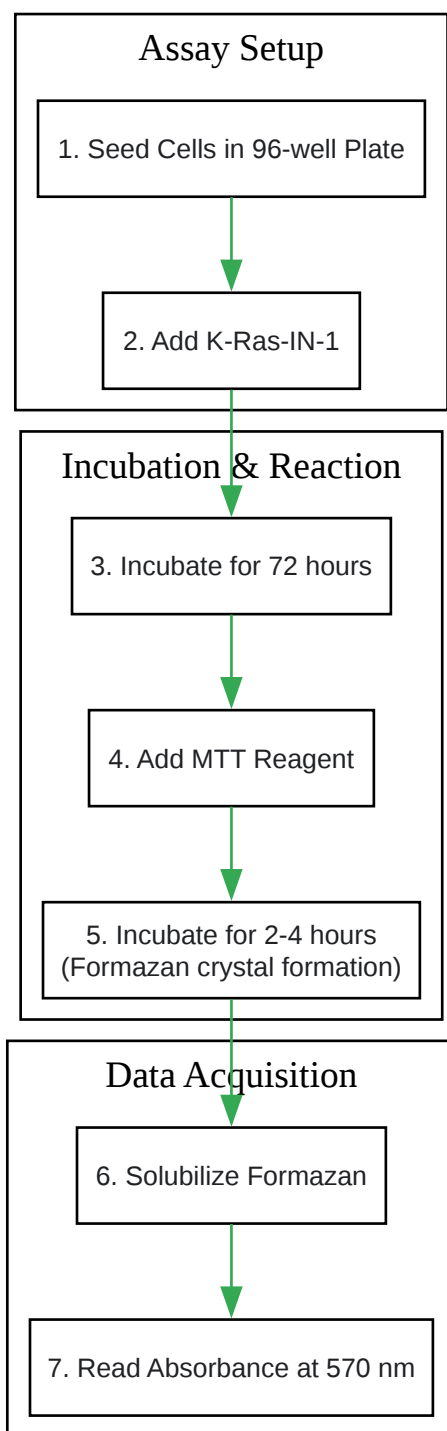 Assay Setup
1. Seed Cells in 96-well Plate
2. Add K-Ras-IN-1
Incubation & Reaction
3. Incubate for 72 hours
4. Add MTT Reagent
5. Incubate for 2-4 hours
(Formazan crystal formation)
Data Acquisition
6. Solubilize Formazan
7. Read Absorbance at 570 nm